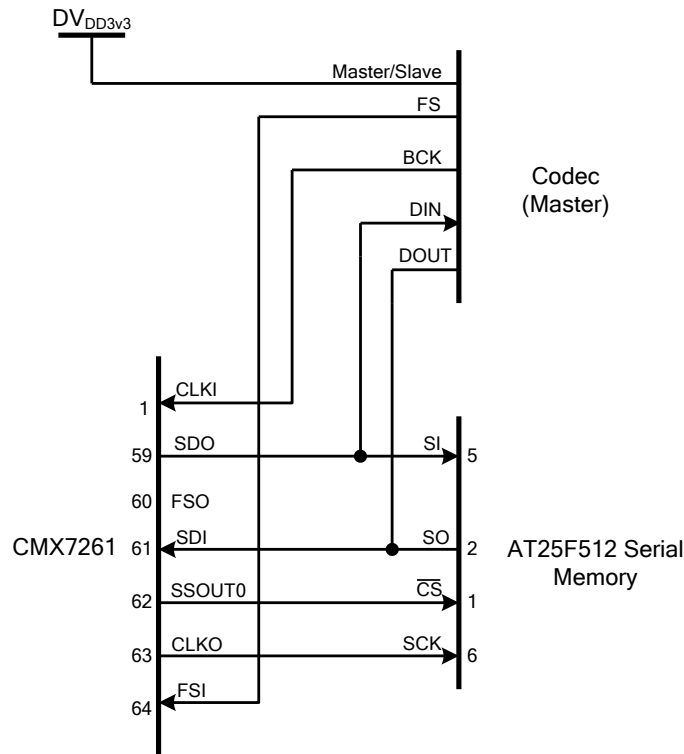 DVDD3v3
Master/Slave
FS
BCK
Codec
(Master)
DIN
DOUT
CLKI
1
59 SDO SI 5
60 FSO
CMX7261 61 SDI SO 2 AT25F512 Serial
Memory
62 SSOUT0 CS 1
63 CLKO SCK 6
64 FSI